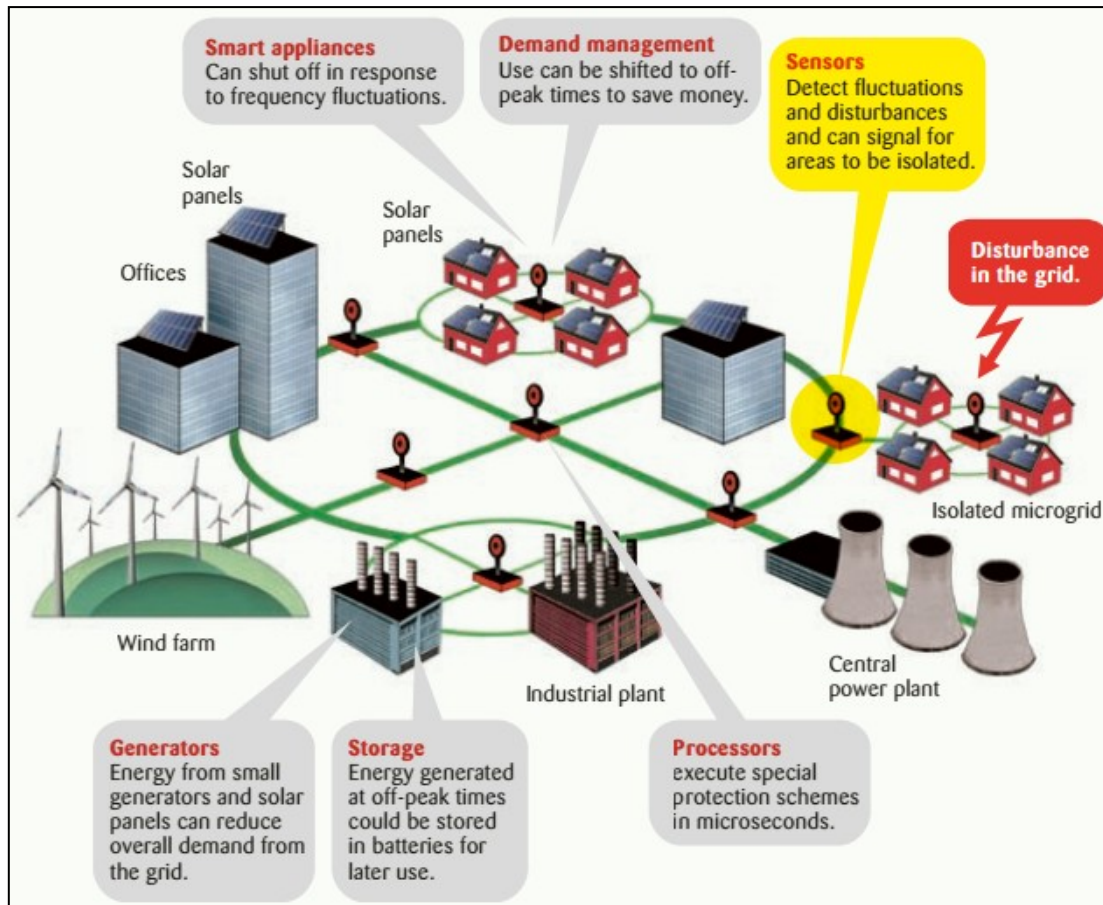 Smart appliances
Can shut off in response
to frequency fluctuations.
Demand management
Use can be shifted to off-
peak times to save money.
Sensors
Detect fluctuations
and disturbances
and can signal for
areas to be isolated.
Solar
panels
Solar
panels
Offices
Disturbance
in the grid.
Isolated microgrid
Wind farm
Industrial plant
Central
power plant
Generators
Energy from small
generators and solar
panels can reduce
overall demand from
the grid.
Storage
Energy generated
at off-peak times
could be stored
in batteries for
later use.
Processors
execute special
protection schemes
in microseconds.